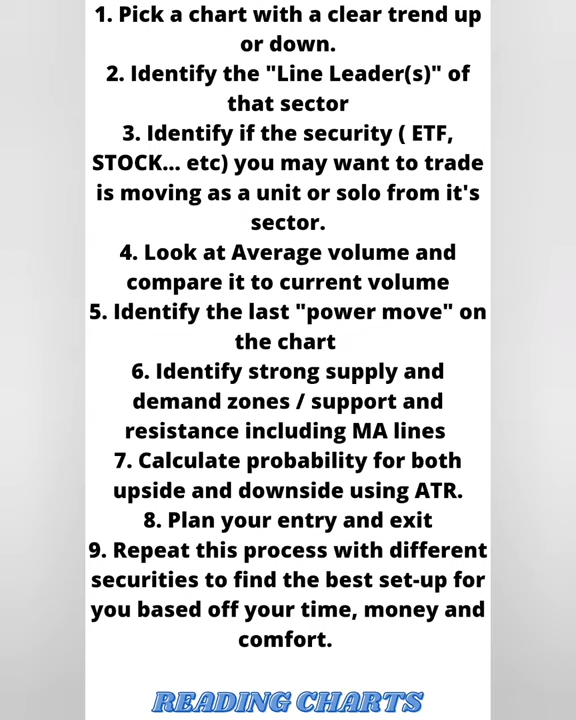 1. Pick a chart with a clear trend up
or down.
2. Identify the "Line Leader(s)" of
that sector
3. Identify if the security ( ETF,
STOCK... etc) you may want to trade
is moving as a unit or solo from it's
sector.
4. Look at Average volume and
compare it to current volume
5. Identify the last "power move" on
the chart
6. Identify strong supply and
demand zones / support and
resistance including MA lines
7. Calculate probability for both
upside and downside using ATR.
8. Plan your entry and exit
9. Repeat this process with different
securities to find the best set-up for
you based off your time, money and
comfort.
READING CHARTS